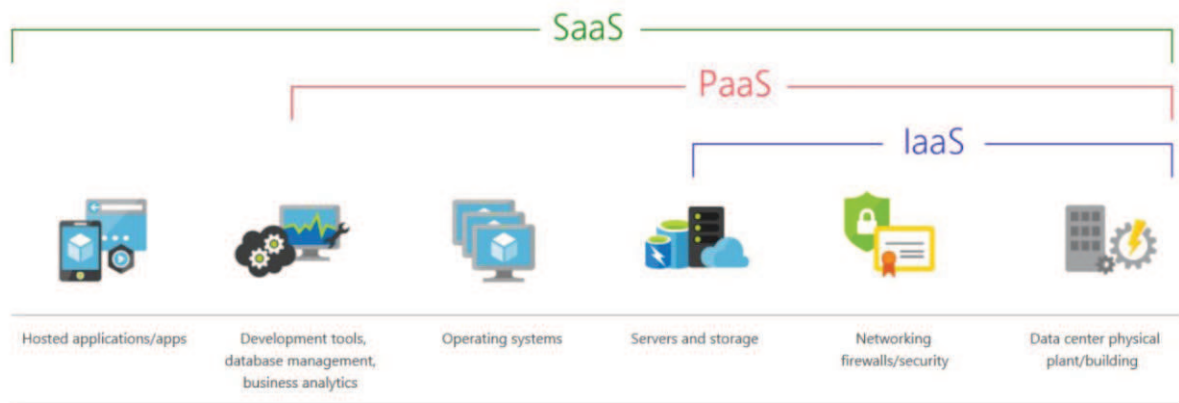 SaaS
PaaS
IaaS
Hosted applications/apps
Development tools,
database management,
business analytics
Operating systems
Servers and storage
Networking
firewalls/security
Data center physical
plant/building